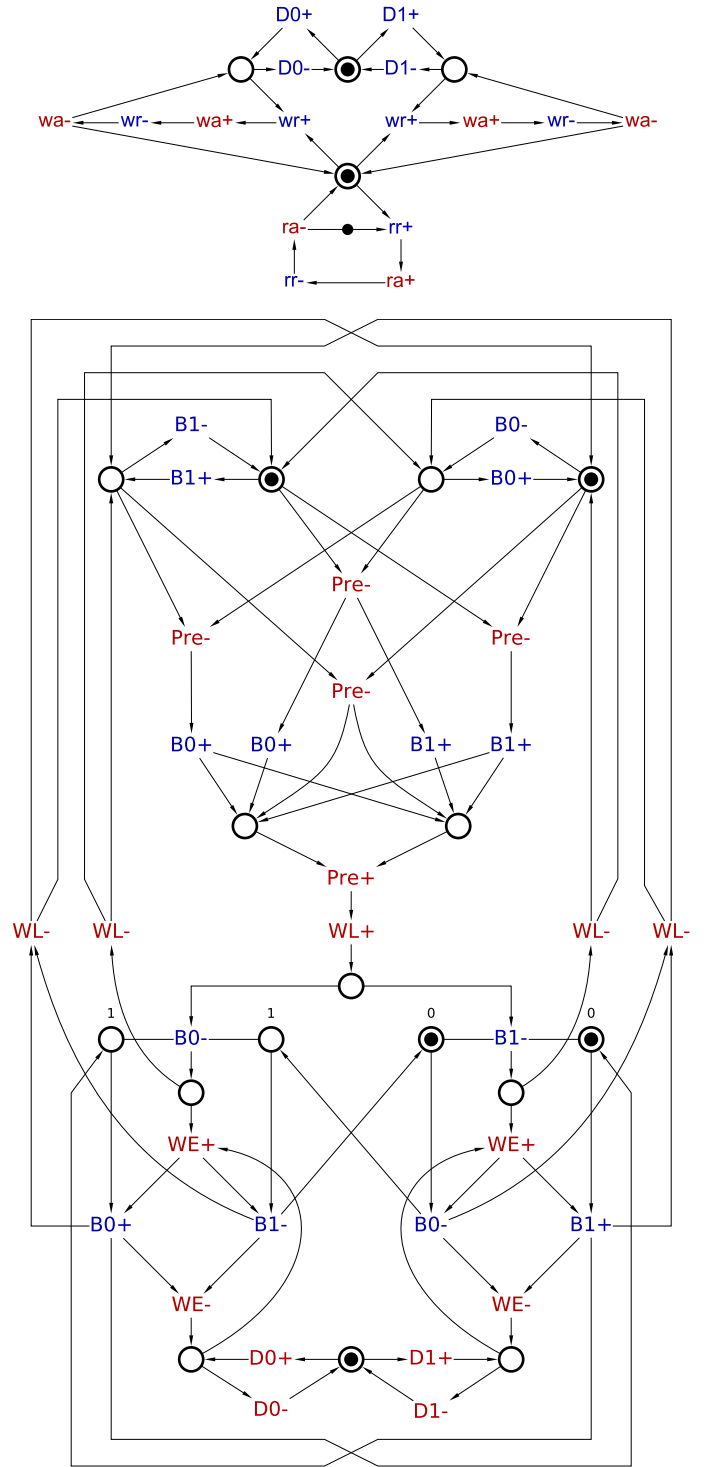 D0+ D1+
D0- D1-
wa- wr- wa+ wr+ wr+ wa+ wr- wa-
ra- rr+
rr- ra+
B1- B0-
B1+ B0+
Pre-
Pre- Pre-
Pre-
B0+ B0+ B1+ B1+
Pre+
WL- WL- WL+ WL- WL-
1 1 0 0
B0- B1-
WE+ WE+
B0+ B1- B0- B1+
WE- WE-
D0+ D1+
D0- D1-